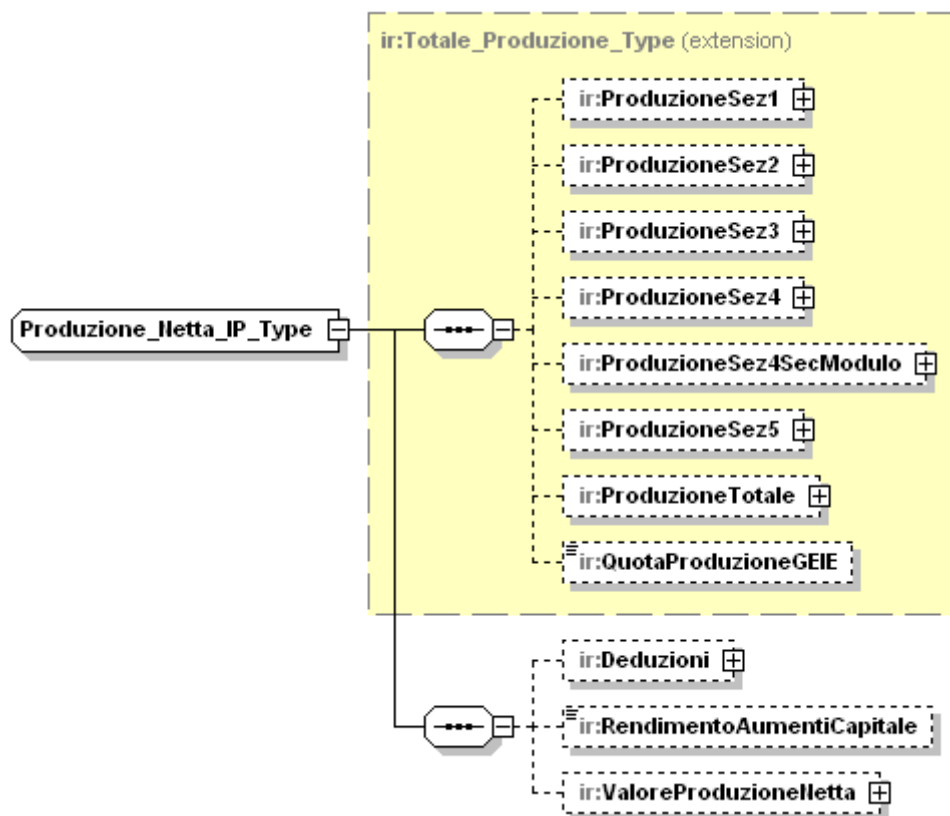 ir:Totale_Produzione_Type (extension)
ir:ProduzioneSez1
ir:ProduzioneSez2
ir:ProduzioneSez3
ir:ProduzioneSez4
Produzione_Netta_IP_Type
ir:ProduzioneSez4SecModulo
ir:ProduzioneSez5
ir:ProduzioneTotale
ir:QuotaProduzioneGEIE
ir:Deduzioni
ir:RendimentoAumentiCapitale
ir:ValoreProduzioneNetta